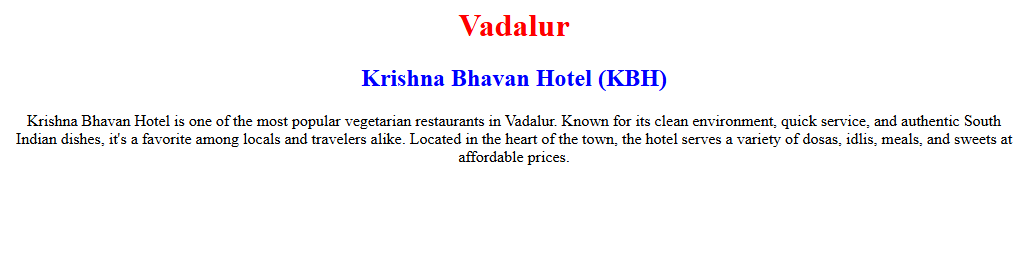 Vadalur
Krishna Bhavan Hotel (KBH)
Krishna Bhavan Hotel is one of the most popular vegetarian restaurants in Vadalur. Known for its clean environment, quick service, and authentic South
Indian dishes, it's a favorite among locals and travelers alike. Located in the heart of the town, the hotel serves a variety of dosas, idlis, meals, and sweets at
affordable prices.